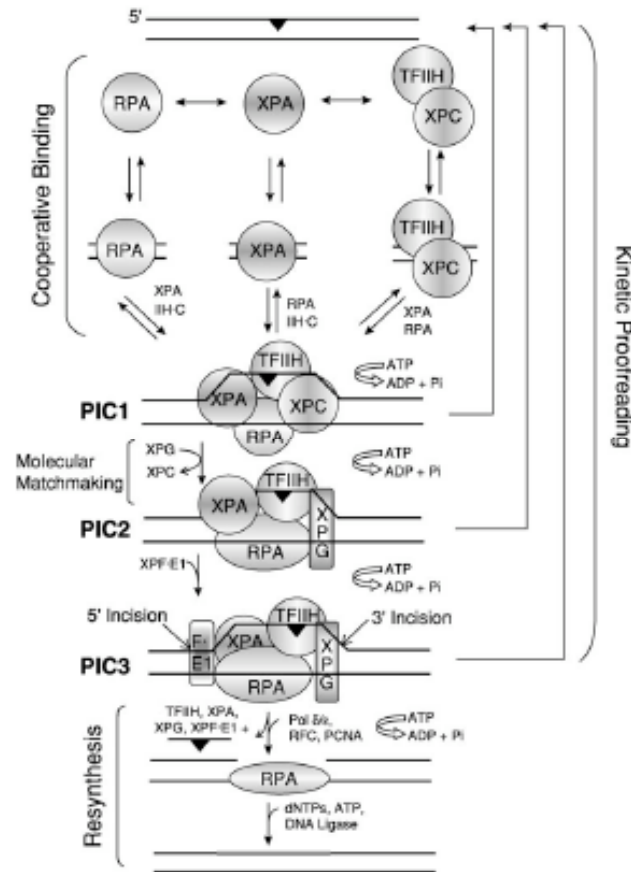 5'
TFIIH
RPA
XPA
XPC
Cooperative Binding
TFIIH
RPA
XPA
XPC
XPA
IIH·C
RPA
IIH·C
XPA
RPA
Kinetic Proofreading
TFIIH
ATP
ADP + Pi
XPA
XPC
PIC1
RPA
XPG
XPC
Molecular
Matchmaking
ATP
ADP + Pi
TFIIH
XPA
XPG
PIC2
RPA
XPF·E1
ATP
ADP + Pi
5' Incision
3' Incision
TFIIH
XPA
E1
XPG
PIC3
RPA
Resynthesis
TFIIH, XPA,
XPG, XPF·E1 +
Pol δ/ε,
RFC, PCNA
ATP
ADP + Pi
RPA
dNTPs, ATP,
DNA Ligase